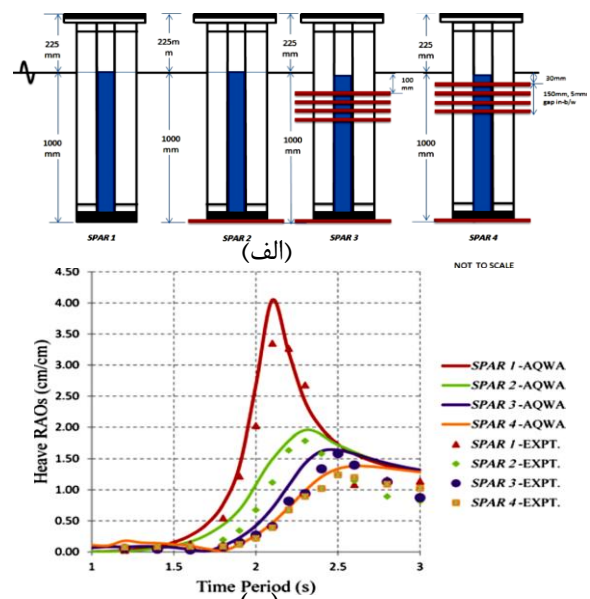 225
mm
225m
m
225
mm
225
mm
100
mm
30mm
150mm, 5mm
gap in-b/w
1000
mm
1000
mm
1000
mm
1000
mm
SPAR 1
SPAR 2
SPAR 3
SPAR 4
(الف)
NOT TO SCALE
Heave RAOs (cm/cm)
4.50
4.00
3.50
3.00
2.50
2.00
1.50
1.00
0.50
0.00
1
1.5
2
2.5
3
Time Period (s)
SPAR 1-AQWA
SPAR 2-AQWA
SPAR 3-AQWA
SPAR 4-AQWA
SPAR 1-EXPT.
SPAR 2-EXPT.
SPAR 3-EXPT.
SPAR 4-EXPT.